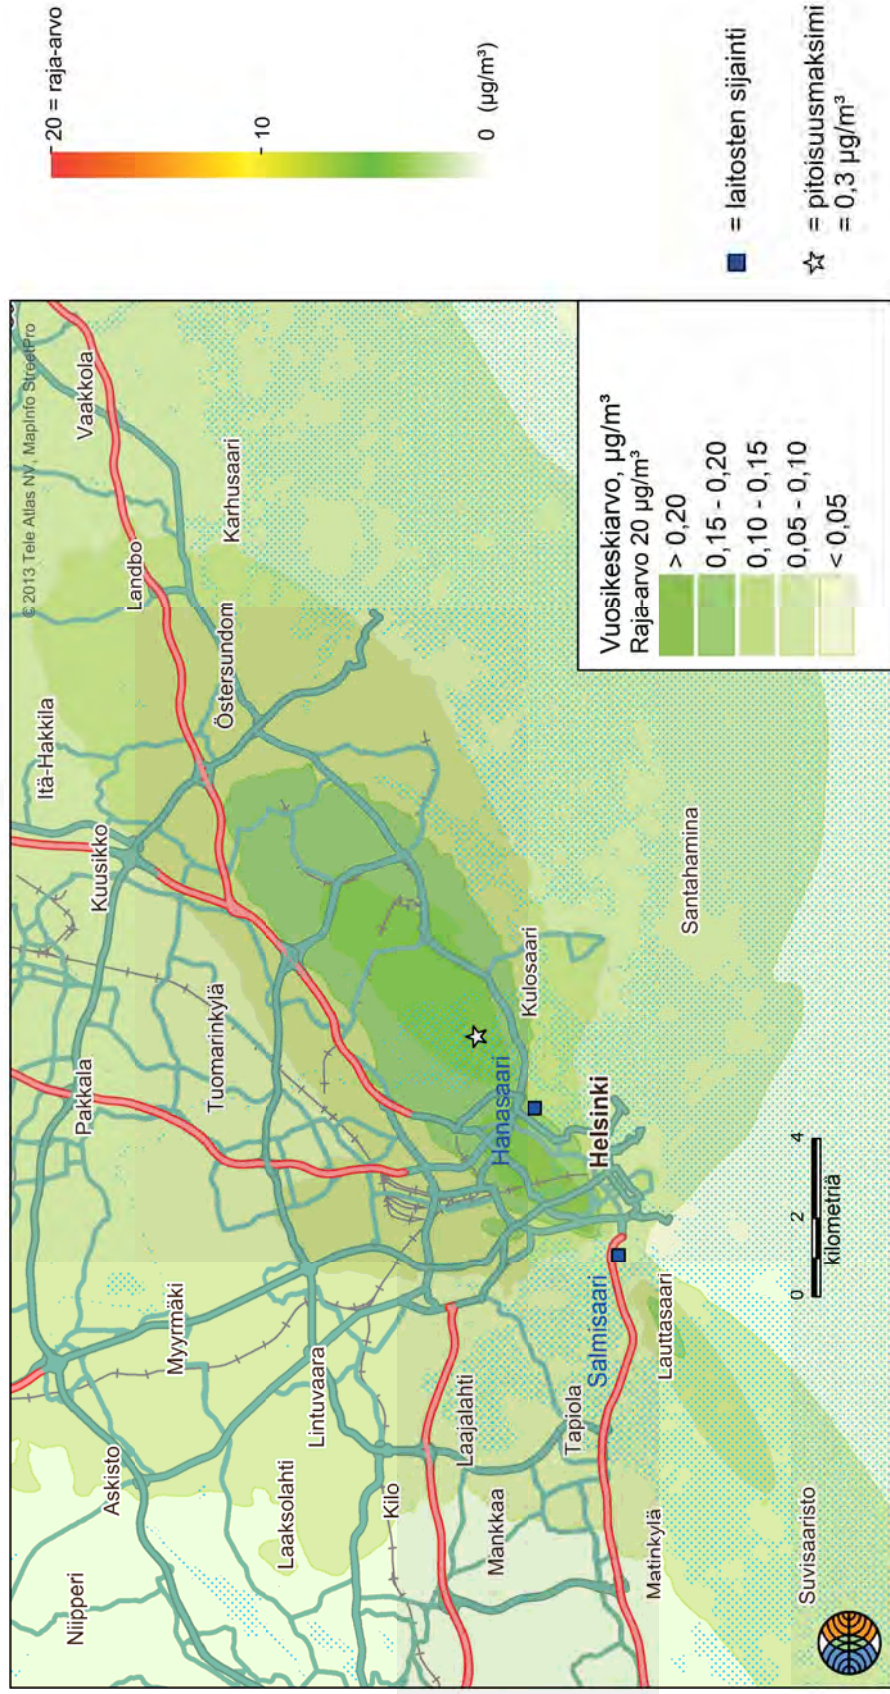 © 2013 Tele Atlas NV, MapInfo StreetPro
Vaakkola
Landbo
Karhusaari
Itä-Hakkila
Östersundom
Kuusikko
Pakkala
Tuomarinkylä
Kulosaari
Santahamina
Hanasaari
Helsinki
Myyrmäki
Lintuvaara
Salmisaari
Lauttasaari
Askisto
Laaksolahti
Laajalahti
Tapiola
Niipperi
Kilo
Mankkaa
Matinkylä
Suvisaaristo
0 2 4
kilometriä
Vuosikeskiarvo, µg/m³
Raja-arvo 20 µg/m³
> 0,20
0,15 - 0,20
0,10 - 0,15
0,05 - 0,10
< 0,05
20 = raja-arvo
10
0 (µg/m³)
= laitosten sijainti
= pitoisuusmaksimi
= 0,3 µg/m³